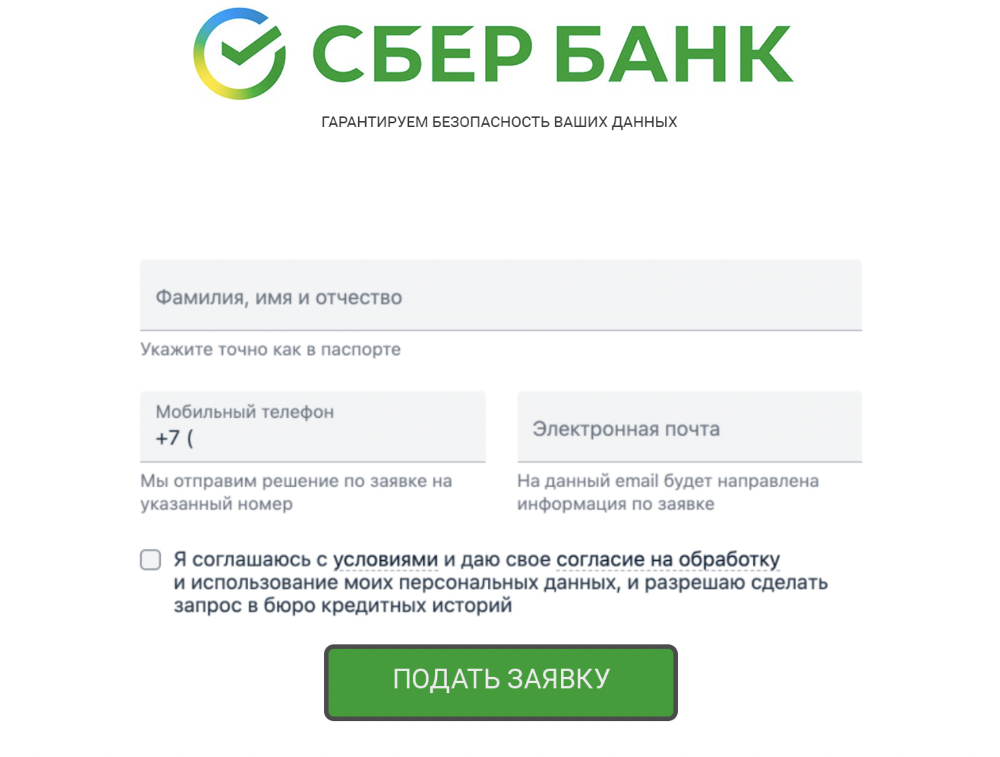 СБЕР БАНК
ГАРАНТИРУЕМ БЕЗОПАСНОСТЬ ВАШИХ ДАННЫХ
Фамилия, имя и отчество
Укажите точно как в паспорте
Мобильный телефон
+7 (
Электронная почта
Мы отправим решение по заявке на
указанный номер
На данный email будет направлена
информация по заявке
Я соглашаюсь с условиями и даю свое согласие на обработку
и использование моих персональных данных, и разрешаю сделать
запрос в бюро кредитных историй
ПОДАТЬ ЗАЯВКУ